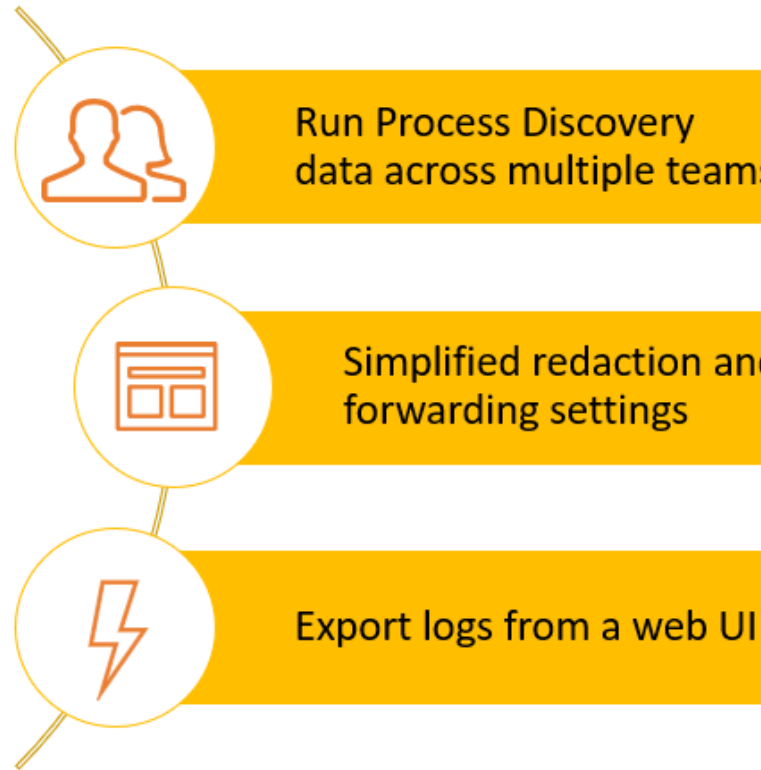 Run Process Discovery
data across multiple teams
Simplified redaction and
forwarding settings
Export logs from a web UI